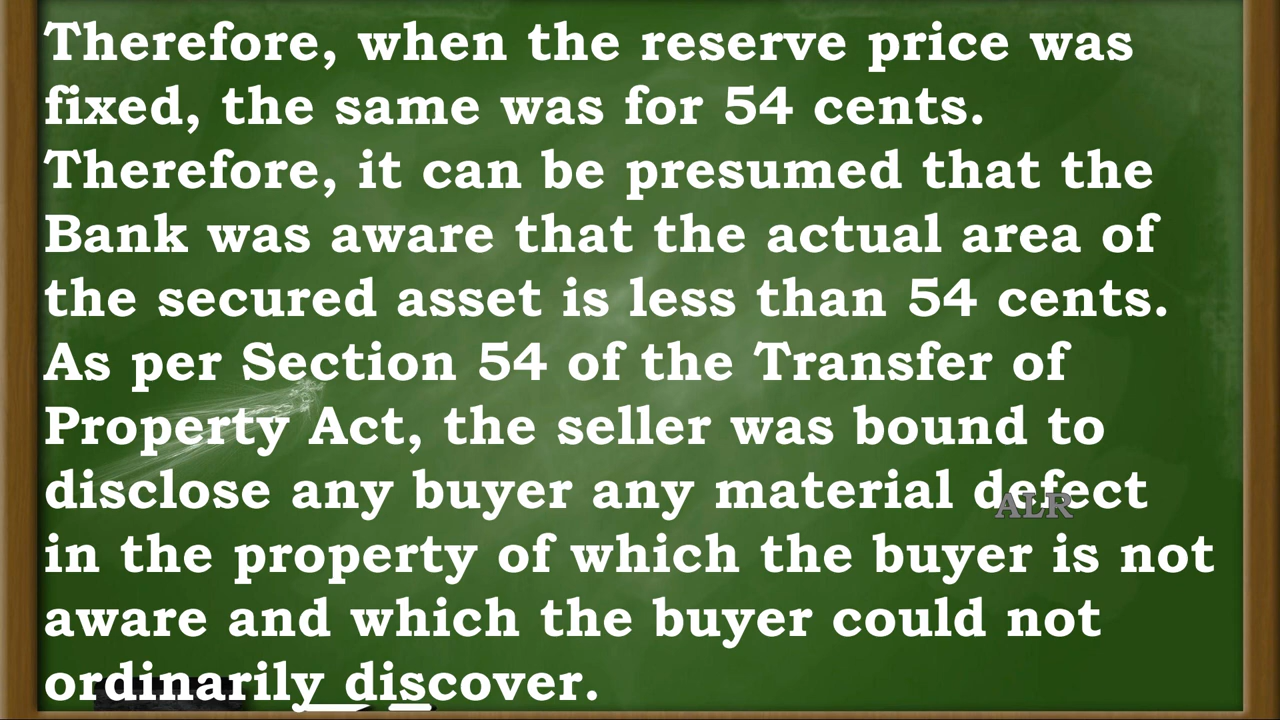 Therefore, when the reserve price was
fixed, the same was for 54 cents.
Therefore, it can be presumed that the
Bank was aware that the actual area of
the secured asset is less than 54 cents.
As per Section 54 of the Transfer of
Property Act, the seller was bound to
disclose any buyer any material defect
ALR
in the property of which the buyer is not
aware and which the buyer could not
ordinarily discover.